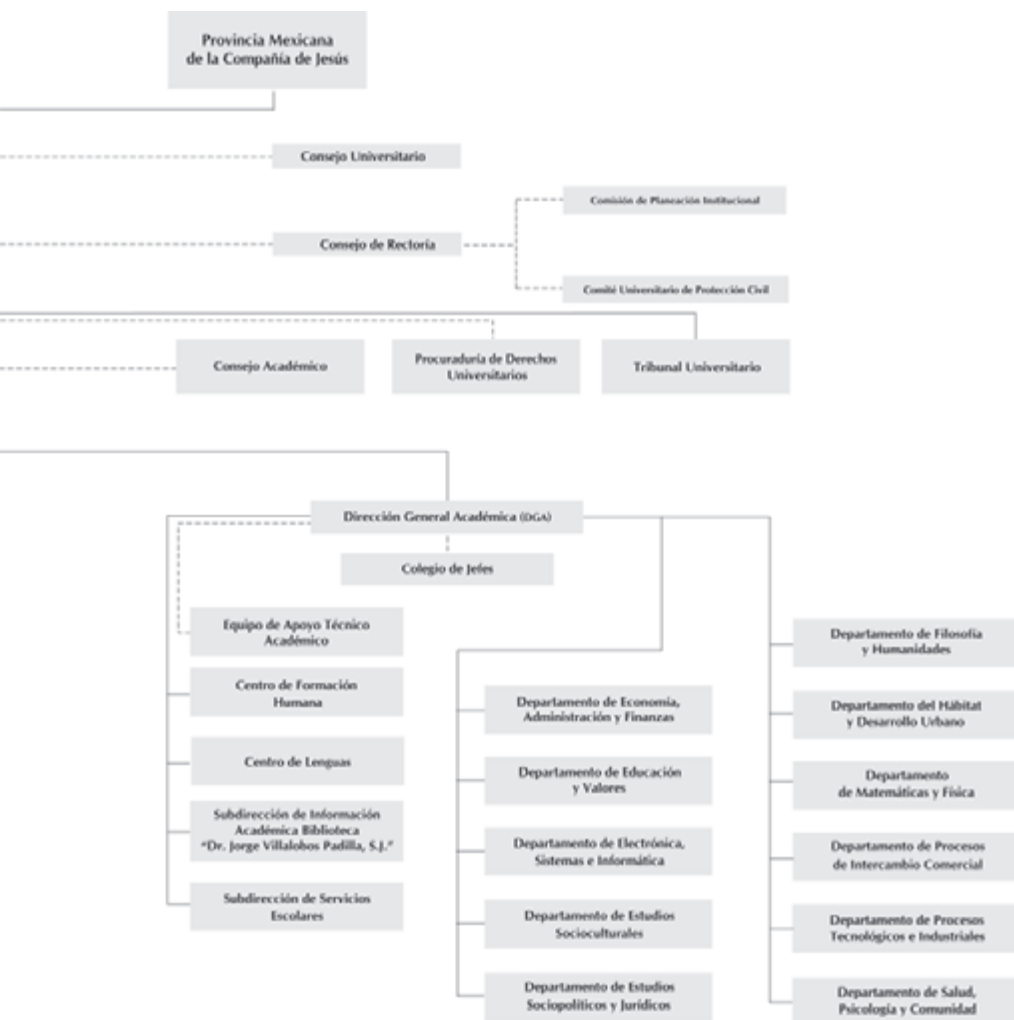 Provincia Mexicana
de la Compañía de Jesús
Consejo Universitario
Comisión de Planeación Institucional
Consejo de Rectoría
Comité Universitario de Protección Civil
Consejo Académico
Procuraduría de Derechos
Universitarios
Tribunal Universitario
Dirección General Académica (DGA)
Colegio de Jefes
Equipo de Apoyo Técnico
Académico
Centro de Formación
Humana
Centro de Lenguas
Subdirección de Información
Académica Biblioteca
“Dr. Jorge Villalobos Padilla, S.J.”
Subdirección de Servicios
Escolares
Departamento de Economía,
Administración y Finanzas
Departamento de Educación
y Valores
Departamento de Electrónica,
Sistemas e Informática
Departamento de Estudios
Socioculturales
Departamento de Estudios
Sociopolíticos y Jurídicos
Departamento de Filosofía
y Humanidades
Departamento del Hábitat
y Desarrollo Urbano
Departamento
de Matemáticas y Física
Departamento de Procesos
de Intercambio Comercial
Departamento de Procesos
Tecnológicos e Industriales
Departamento de Salud,
Psicología y Comunidad